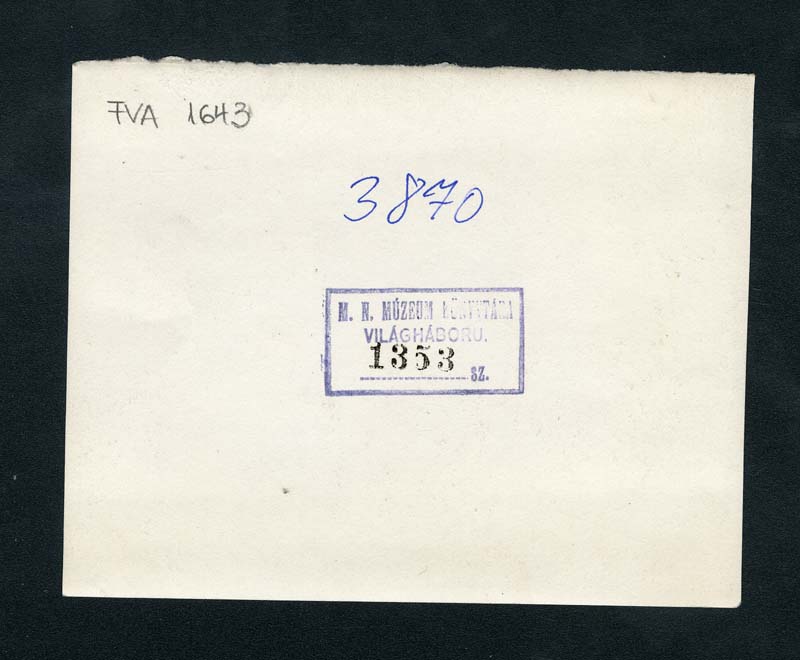 FVA 1643
3870
M. N. MÚZEUM KÖNYVTÁRA
VILÁGHÁBORU.
1353
sz.